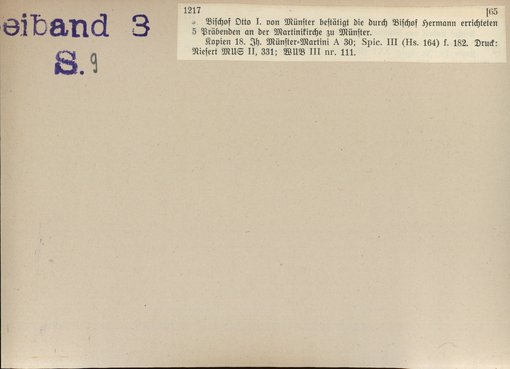 eiband 3
S. 9
1217 [65
Bischof Otto I. von Münster bestätigt die durch Bischof Hermann errichteten
5 Präbenden an der Martinikirche zu Münster.
Kopien 18. Jh. Münster-Martini A 30; Spic. III (Hs. 164) f. 182. Druck:
Niesert MUS II, 331; WUB III nr. 111.